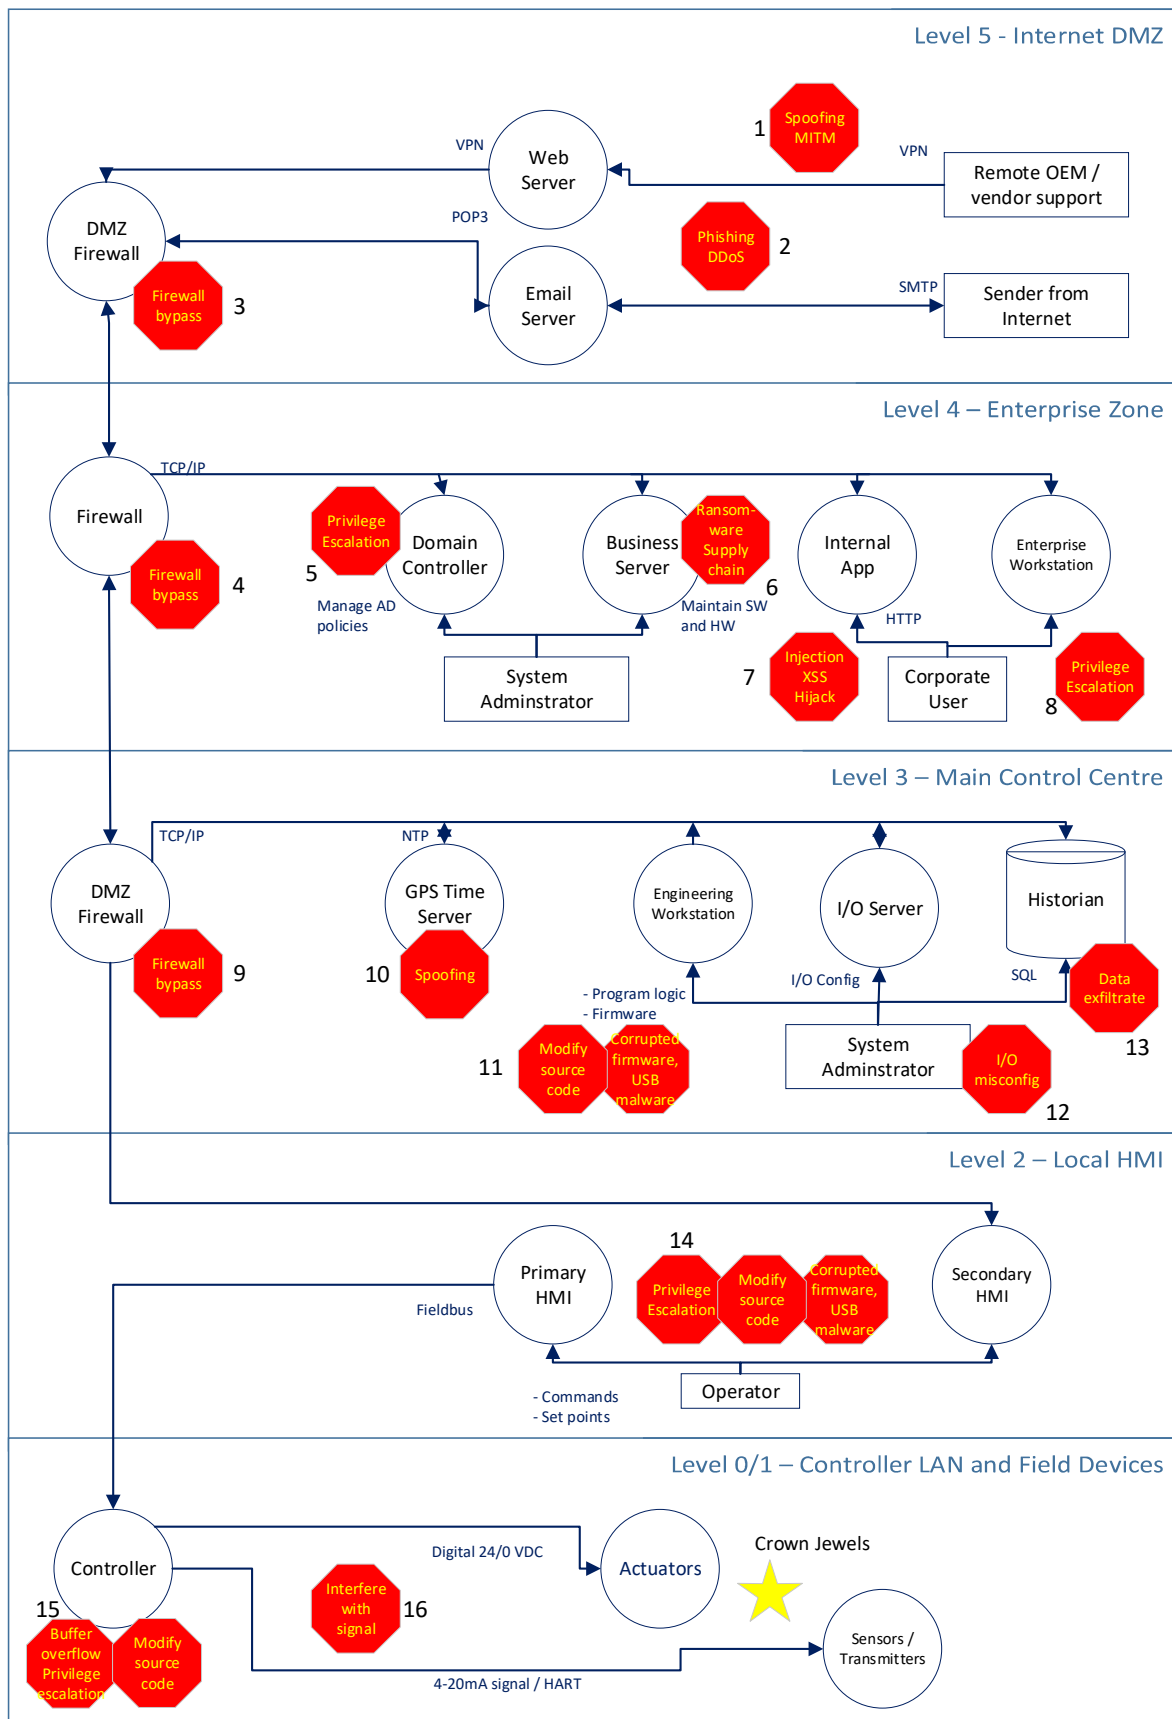 Level 5 - Internet DMZ
1
Spoofing
MITM
VPN
Web
Server
VPN
Remote OEM /
vendor support
POP3
DMZ
Firewall
Phishing
DDoS
2
Firewall
bypass
3
Email
Server
SMTP
Sender from
Internet
Level 4 – Enterprise Zone
TCP/IP
Firewall
Firewall
bypass
4
Privilege
Escalation
5
Domain
Controller
Manage AD
policies
Business
Server
Ransom-
ware
Supply
chain
6
Maintain SW
and HW
Internal
App
Enterprise
Workstation
HTTP
System
Adminstrator
7
Injection
XSS
Hijack
Corporate
User
8
Privilege
Escalation
Level 3 – Main Control Centre
TCP/IP
NTP
DMZ
Firewall
Firewall
bypass
9
GPS Time
Server
10
Spoofing
Engineering
Workstation
I/O Server
Historian
- Program logic
- Firmware
I/O Config
SQL
Data
exfiltrate
13
11
Modify
source
code
Corrupted
firmware,
USB
malware
System
Adminstrator
I/O
misconfig
12
Level 2 – Local HMI
Primary
HMI
Fieldbus
14
Privilege
Escalation
Modify
source
code
Corrupted
firmware,
USB
malware
Secondary
HMI
- Commands
- Set points
Operator
Level 0/1 – Controller LAN and Field Devices
Controller
Digital 24/0 VDC
Actuators
Crown Jewels
15
Buffer
overflow
Privilege
escalation
Modify
source
code
Interfere
with
signal
16
Sensors /
Transmitters
4-20mA signal / HART